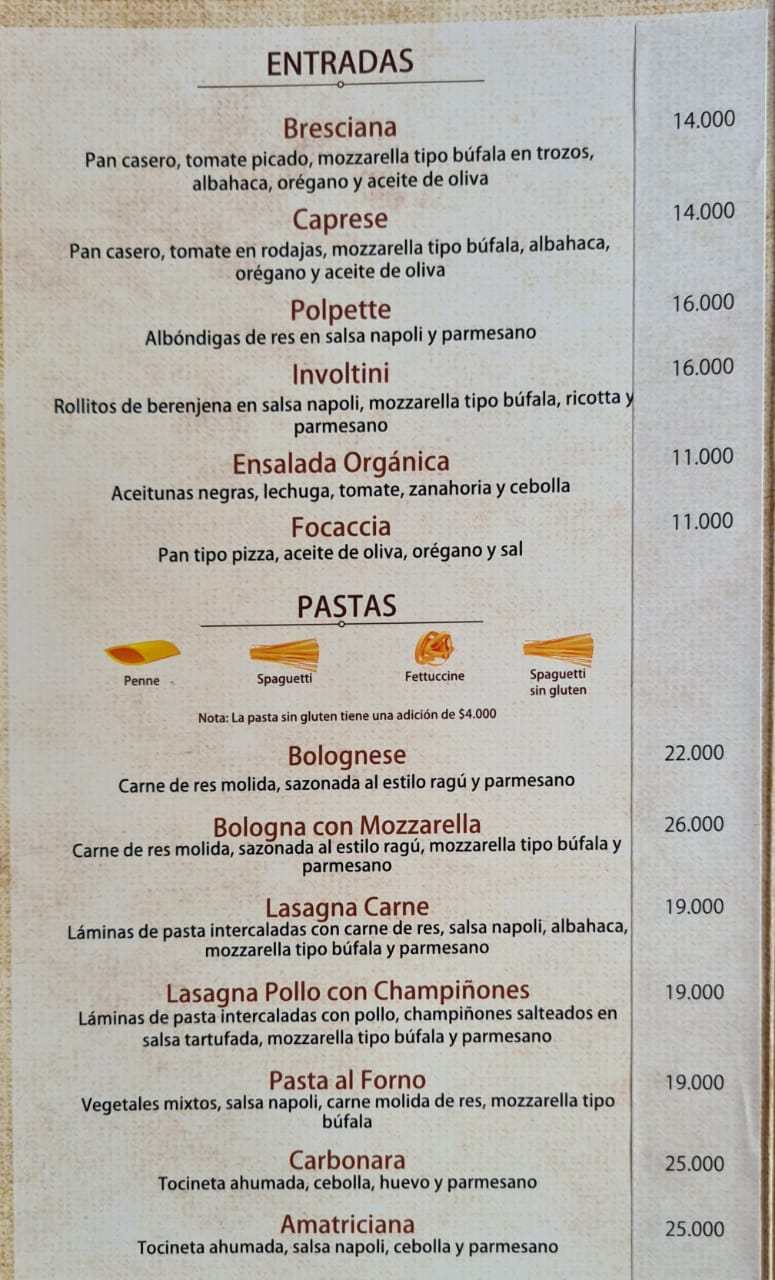 ENTRADAS
Bresciana 14.000
Pan casero, tomate picado, mozzarella tipo búfala en trozos,
albahaca, orégano y aceite de oliva
Caprese 14.000
Pan casero, tomate en rodajas, mozzarella tipo búfala, albahaca,
orégano y aceite de oliva
Polpette 16.000
Albóndigas de res en salsa napoli y parmesano
Involtini 16.000
Rollitos de berenjena en salsa napoli, mozzarella tipo búfala, ricotta y
parmesano
Ensalada Orgánica 11.000
Aceitunas negras, lechuga, tomate, zanahoria y cebolla
Focaccia 11.000
Pan tipo pizza, aceite de oliva, orégano y sal
PASTAS
Penne Spaguetti Fettuccine Spaguetti
sin gluten
Nota: La pasta sin gluten tiene una adición de $4.000
Bolognese 22.000
Carne de res molida, sazonada al estilo ragú y parmesano
Bologna con Mozzarella 26.000
Carne de res molida, sazonada al estilo ragú, mozzarella tipo búfala y
parmesano
Lasagna Carne 19.000
Láminas de pasta intercaladas con carne de res, salsa napoli, albahaca,
mozzarella tipo búfala y parmesano
Lasagna Pollo con Champiñones 19.000
Láminas de pasta intercaladas con pollo, champiñones salteados en
salsa tartufada, mozzarella tipo búfala y parmesano
Pasta al Forno 19.000
Vegetales mixtos, salsa napoli, carne molida de res, mozzarella tipo
búfala
Carbonara 25.000
Tocineta ahumada, cebolla, huevo y parmesano
Amatriciana 25.000
Tocineta ahumada, salsa napoli, cebolla y parmesano